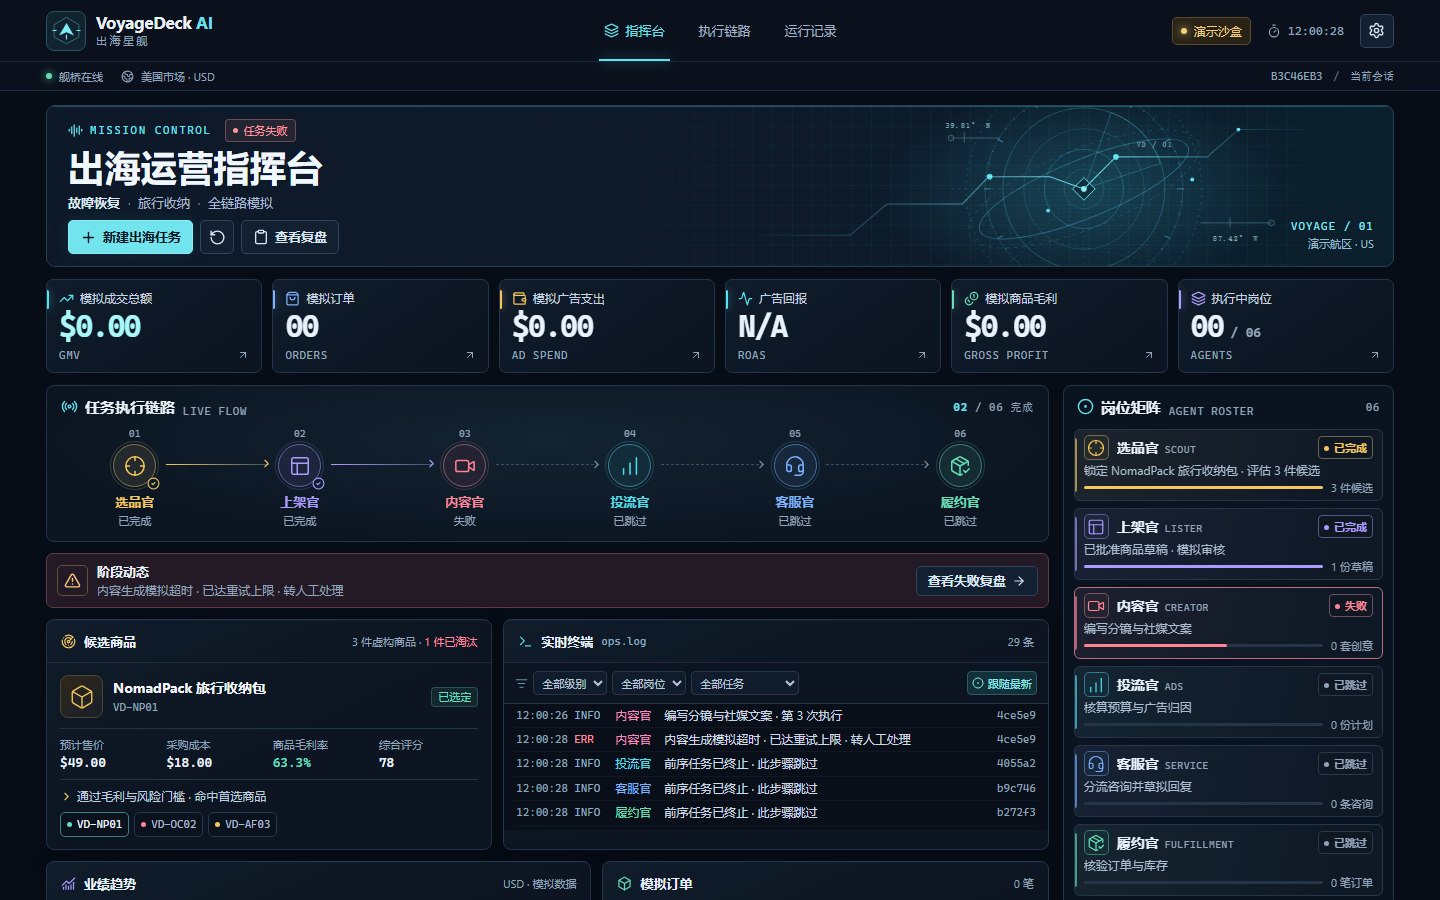 VoyageDeck AI
出海星舰
指挥台
执行链路
运行记录
演示沙盒
12:00:28
舰桥在线
美国市场 · USD
B3C46EB3 / 当前会话
MISSION CONTROL
任务失败
出海运营指挥台
故障恢复 · 旅行收纳 · 全链路模拟
新建出海任务
查看复盘
39.81° N
VD / 01
87.42° W
VOYAGE / 01
演示航区 · US
模拟成交总额
$0.00
GMV
模拟订单
00
ORDERS
模拟广告支出
$0.00
AD SPEND
广告回报
N/A
ROAS
模拟商品毛利
$0.00
GROSS PROFIT
执行中岗位
00 / 06
AGENTS
任务执行链路 LIVE FLOW
02 / 06 完成
01
选品官
已完成
02
上架官
已完成
03
内容官
失败
04
投流官
已跳过
05
客服官
已跳过
06
履约官
已跳过
阶段动态
内容生成模拟超时 · 已达重试上限 · 转人工处理
查看失败复盘
候选商品
3 件虚构商品 · 1 件已淘汰
NomadPack 旅行收纳包
VD-NP01
已选定
预计售价
$49.00
采购成本
$18.00
商品毛利率
63.3%
综合评分
78
通过毛利与风险门槛 · 命中首选商品
VD-NP01
VD-OC02
VD-AF03
实时终端 ops.log
29 条
全部级别
全部岗位
全部任务
跟随最新
12:00:26 INFO 内容官 编写分镜与社媒文案 · 第 3 次执行 4ce5e9
12:00:28 ERR 内容官 内容生成模拟超时 · 已达重试上限 · 转人工处理 4ce5e9
12:00:28 INFO 投流官 前序任务已终止 · 此步骤跳过 4055a2
12:00:28 INFO 客服官 前序任务已终止 · 此步骤跳过 b9c746
12:00:28 INFO 履约官 前序任务已终止 · 此步骤跳过 b272f3
业绩趋势
USD · 模拟数据
模拟订单
0 笔
岗位矩阵 AGENT ROSTER
06
选品官 SCOUT
已完成
锁定 NomadPack 旅行收纳包 · 评估 3 件候选
3 件候选
上架官 LISTER
已完成
已批准商品草稿 · 模拟审核
1 份草稿
内容官 CREATOR
失败
编写分镜与社媒文案
0 套创意
投流官 ADS
已跳过
核算预算与广告归因
0 份计划
客服官 SERVICE
已跳过
分流咨询并草拟回复
0 条咨询
履约官 FULFILLMENT
已跳过
核验订单与库存
0 笔订单